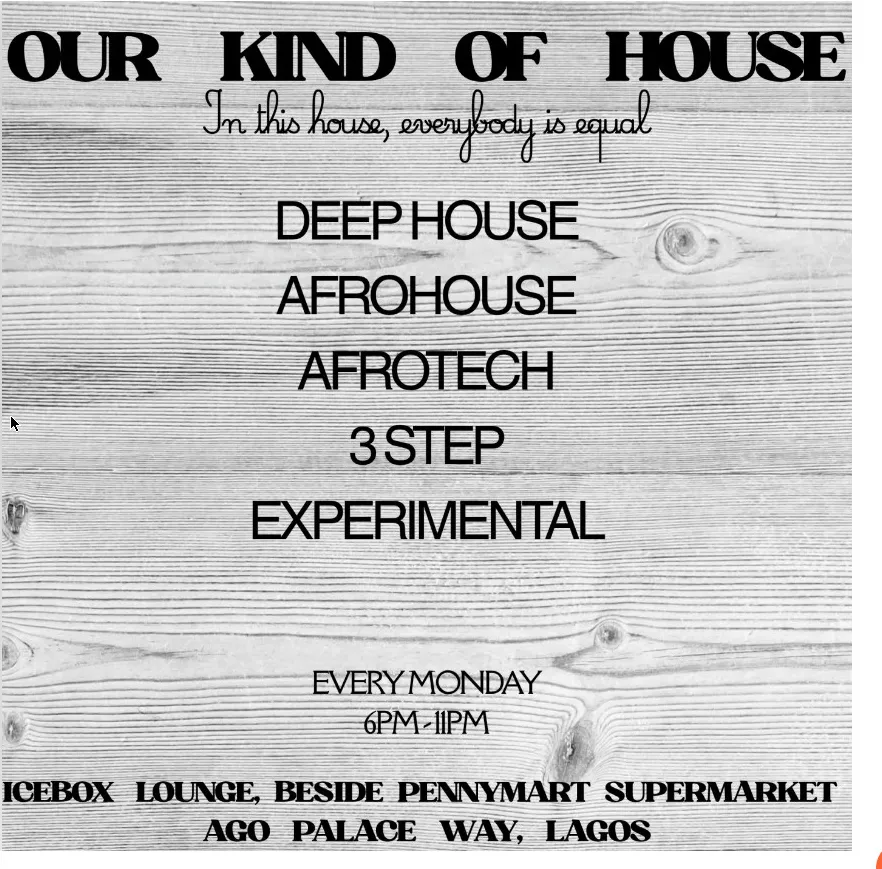 OUR KIND OF HOUSE
In this house, everybody is equal
DEEP HOUSE
AFROHOUSE
AFROTECH
3 STEP
EXPERIMENTAL
EVERY MONDAY
6PM-11PM
ICEBOX LOUNGE, BESIDE PENNYMART SUPERMARKET
AGO PALACE WAY, LAGOS